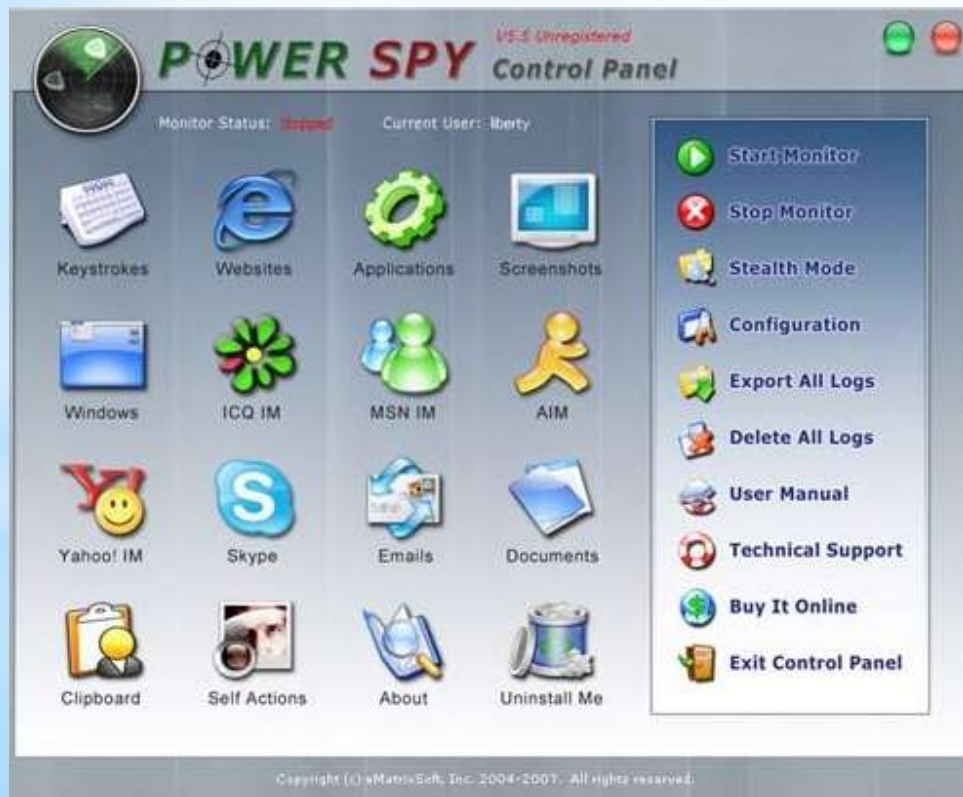 POWER SPY
V5.5 Unregistered
Control Panel
Monitor Status: Stopped Current User: liberty
Keystrokes Websites Applications Screenshots
Windows ICQ IM MSN IM AIM
Yahoo! IM Skype Emails Documents
Clipboard Self Actions About Uninstall Me
Start Monitor
Stop Monitor
Stealth Mode
Configuration
Export All Logs
Delete All Logs
User Manual
Technical Support
Buy It Online
Exit Control Panel
Copyright (c) eMatrixSoft, Inc. 2004-2007. All rights reserved.